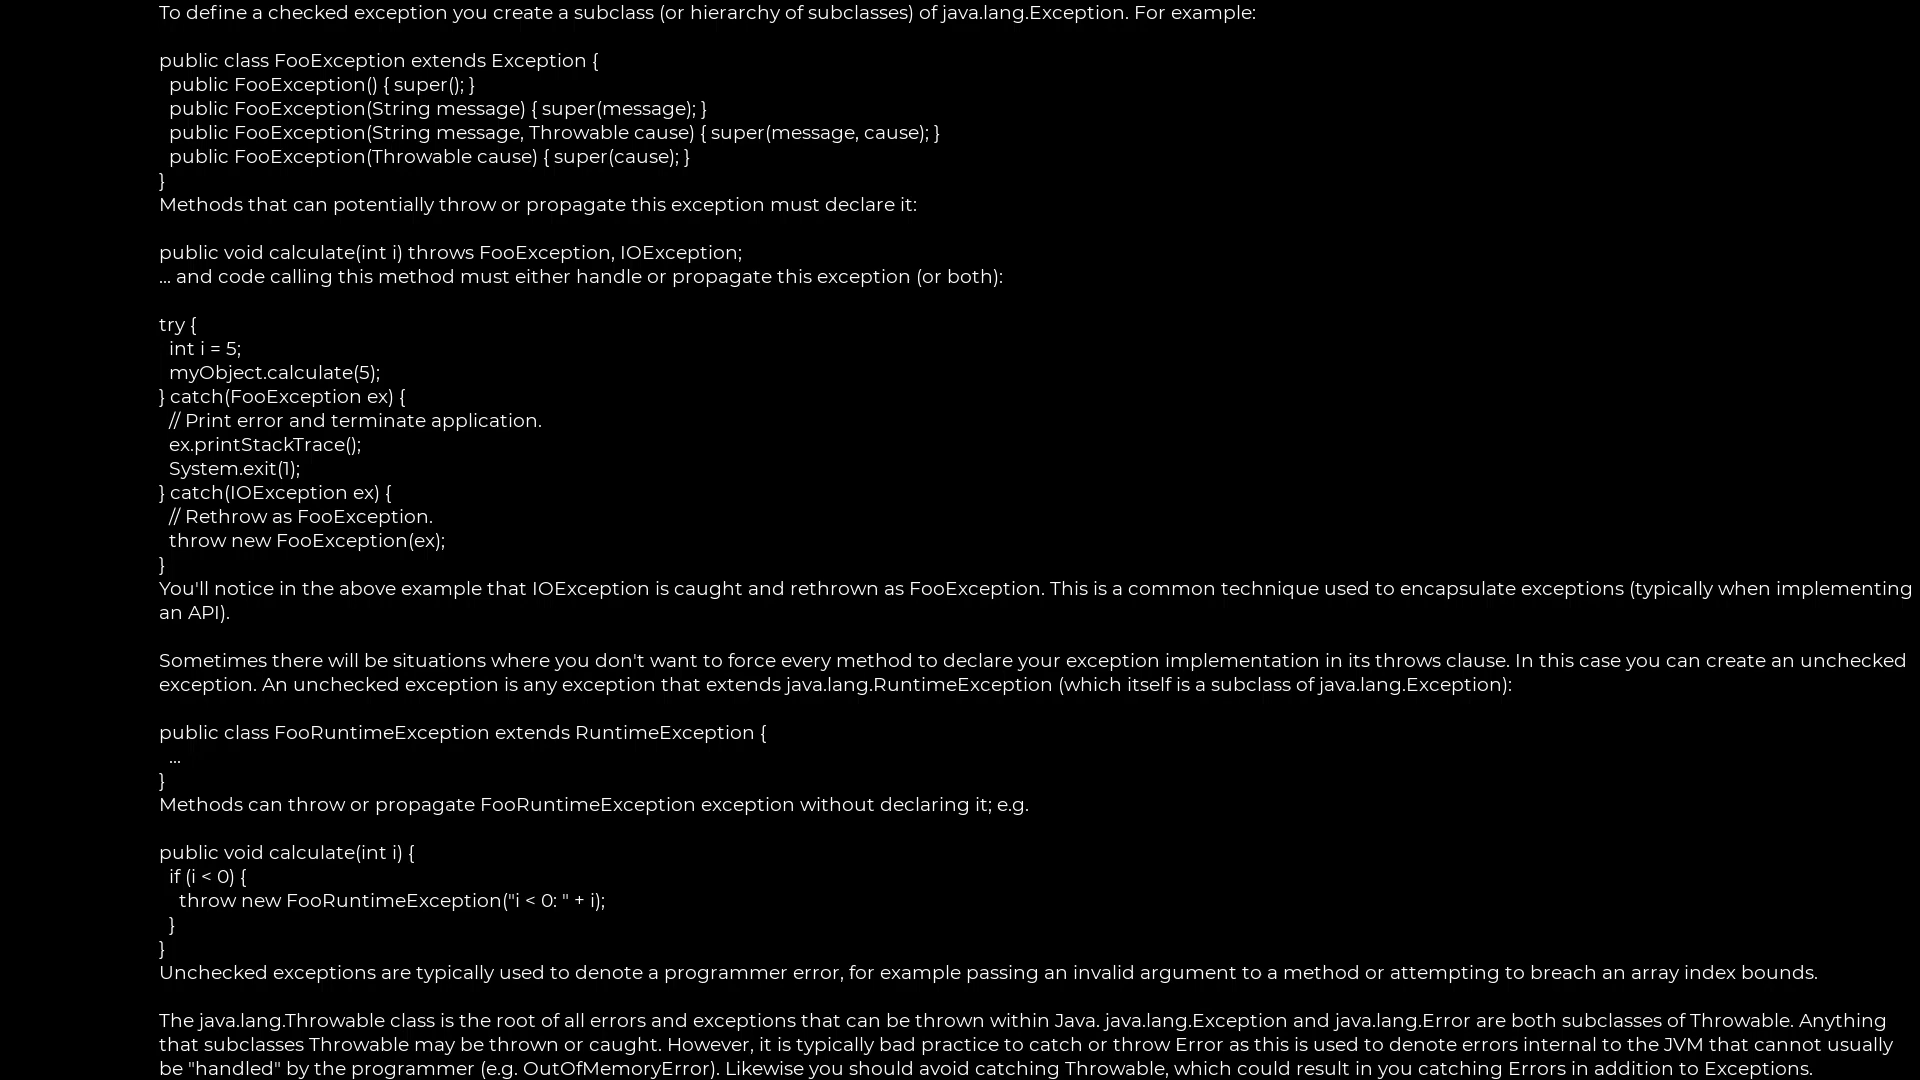 To define a checked exception you create a subclass (or hierarchy of subclasses) of java.lang.Exception. For example:
public class FooException extends Exception {
public FooException() { super(); }
public FooException(String message) { super(message); }
public FooException(String message, Throwable cause) { super(message, cause); }
public FooException(Throwable cause) { super(cause); }
}
Methods that can potentially throw or propagate this exception must declare it:
public void calculate(int i) throws FooException, IOException;
... and code calling this method must either handle or propagate this exception (or both):
try {
int i = 5;
myObject.calculate(5);
} catch(FooException ex) {
// Print error and terminate application.
ex.printStackTrace();
System.exit(1);
} catch(IOException ex) {
// Rethrow as FooException.
throw new FooException(ex);
}
You'll notice in the above example that IOException is caught and rethrown as FooException. This is a common technique used to encapsulate exceptions (typically when implementing
an API).
Sometimes there will be situations where you don't want to force every method to declare your exception implementation in its throws clause. In this case you can create an unchecked
exception. An unchecked exception is any exception that extends java.lang.RuntimeException (which itself is a subclass of java.lang.Exception):
public class FooRuntimeException extends RuntimeException {
...
}
Methods can throw or propagate FooRuntimeException exception without declaring it; e.g.
public void calculate(int i) {
if (i < 0) {
throw new FooRuntimeException("i < 0: " + i);
}
}
Unchecked exceptions are typically used to denote a programmer error, for example passing an invalid argument to a method or attempting to breach an array index bounds.
The java.lang.Throwable class is the root of all errors and exceptions that can be thrown within Java. java.lang.Exception and java.lang.Error are both subclasses of Throwable. Anything
that subclasses Throwable may be thrown or caught. However, it is typically bad practice to catch or throw Error as this is used to denote errors internal to the JVM that cannot usually
be "handled" by the programmer (e.g. OutOfMemoryError). Likewise you should avoid catching Throwable, which could result in you catching Errors in addition to Exceptions.